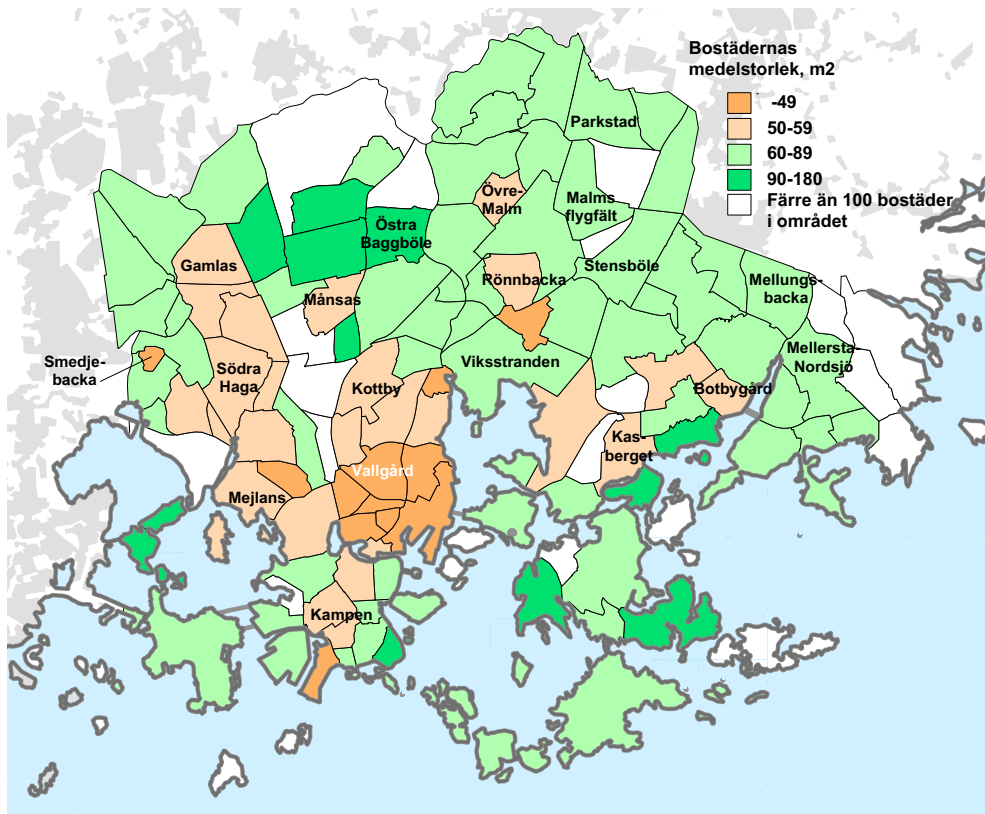 Bostädernas
medelstorlek, m2
-49
50-59
60-89
90-180
Färre än 100 bostäder
i området
Parkstad
Övre-
Malm
Malms
flygfält
Östra
Baggböle
Gamlas
Månsas
Rönnbacka
Stensböle
Mellungs-
backa
Smedje-
backa
Södra
Haga
Kottby
Viksstranden
Mellersta
Nordsjö
Botbygård
Kas-
berget
Vallgård
Mejlans
Kampen